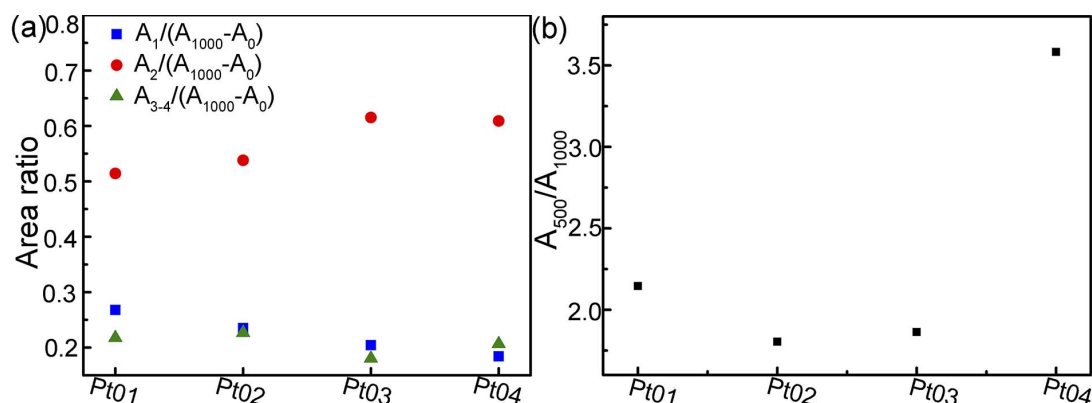 (a)
A1/(A1000-A0)
A2/(A1000-A0)
A3-4/(A1000-A0)
Area ratio
0.8
0.7
0.6
0.5
0.4
0.3
0.2
Pt01 Pt02 Pt03 Pt04
(b)
A500/A1000
3.5
3.0
2.5
2.0
Pt01 Pt02 Pt03 Pt04